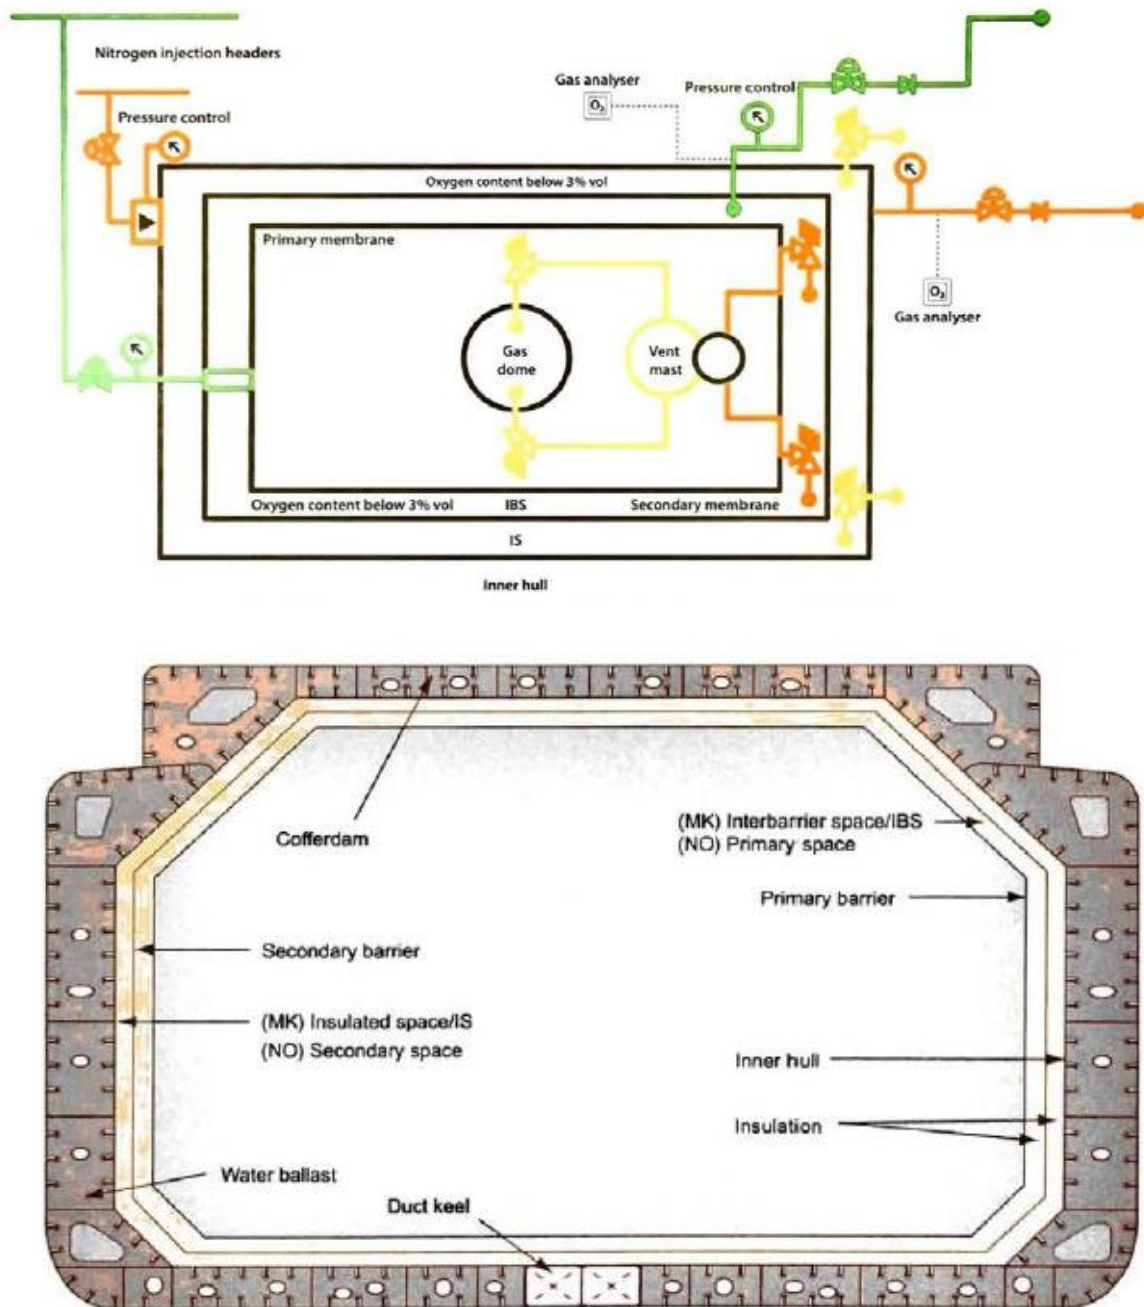 Nitrogen injection headers
Pressure control
Gas analyser
O₂
Pressure control
Oxygen content below 3% vol
Primary membrane
Gas
dome
Vent
mast
O₂
Gas analyser
Oxygen content below 3% vol
IBS
Secondary membrane
IS
Inner hull
Cofferdam
(MK) Interbarrier space/IBS
(NO) Primary space
Primary barrier
Secondary barrier
(MK) Insulated space/IS
(NO) Secondary space
Inner hull
Insulation
Water ballast
Duct keel